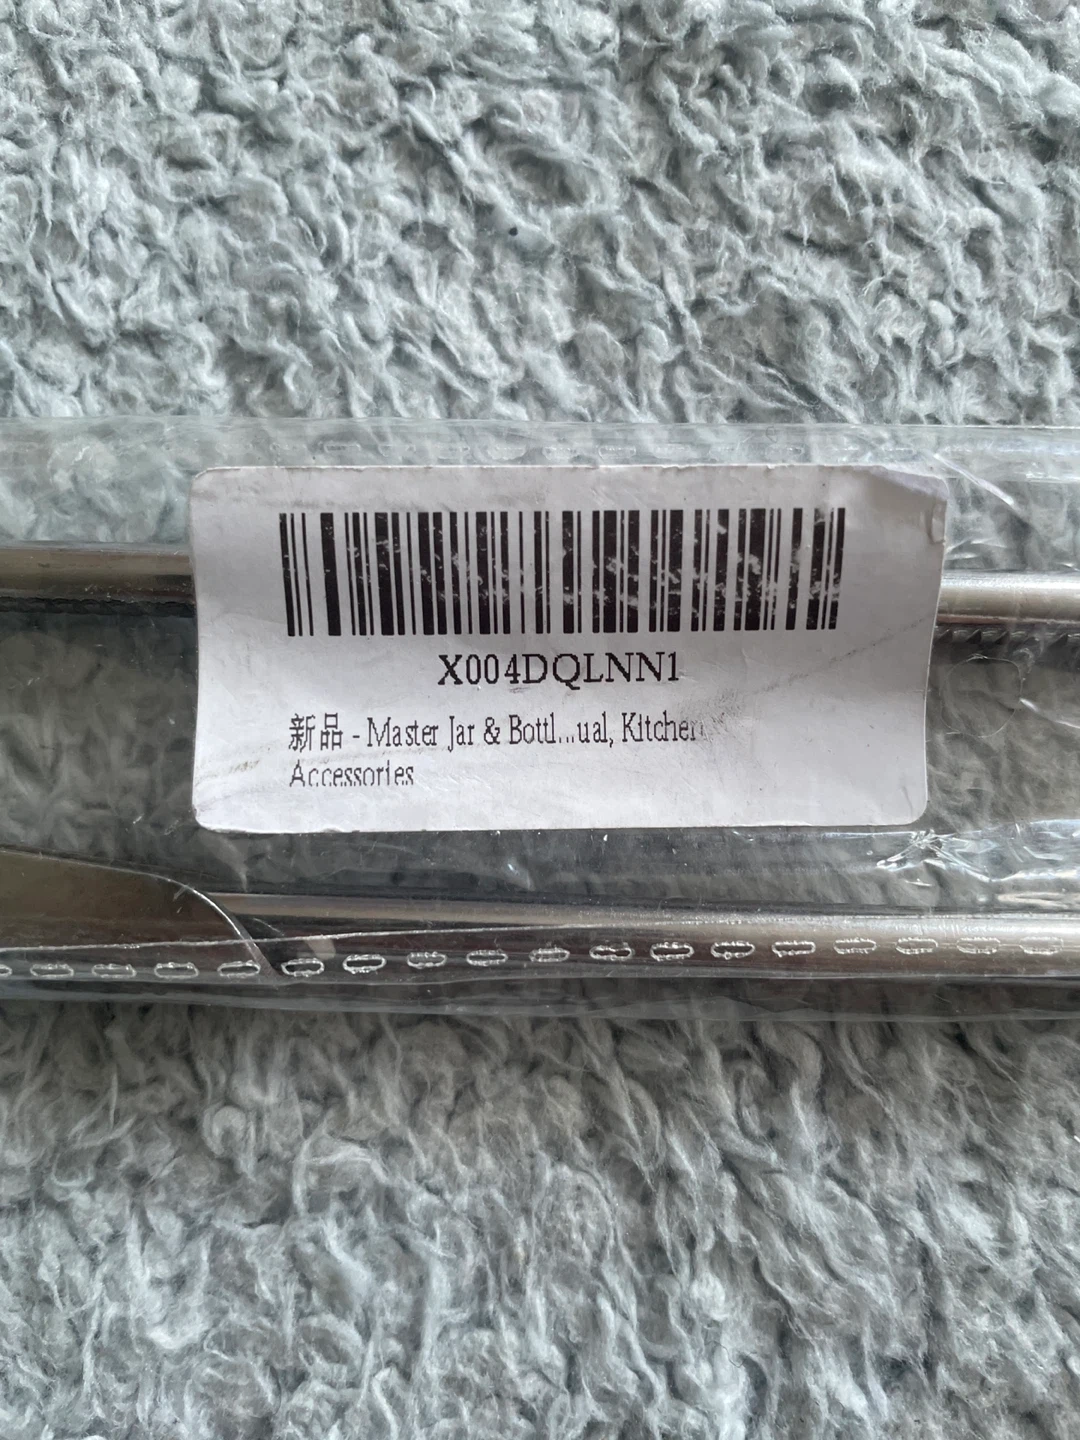 X004DQLNN1
新品 - Master Jar & Bottl...ual, Kitchen
Accessories